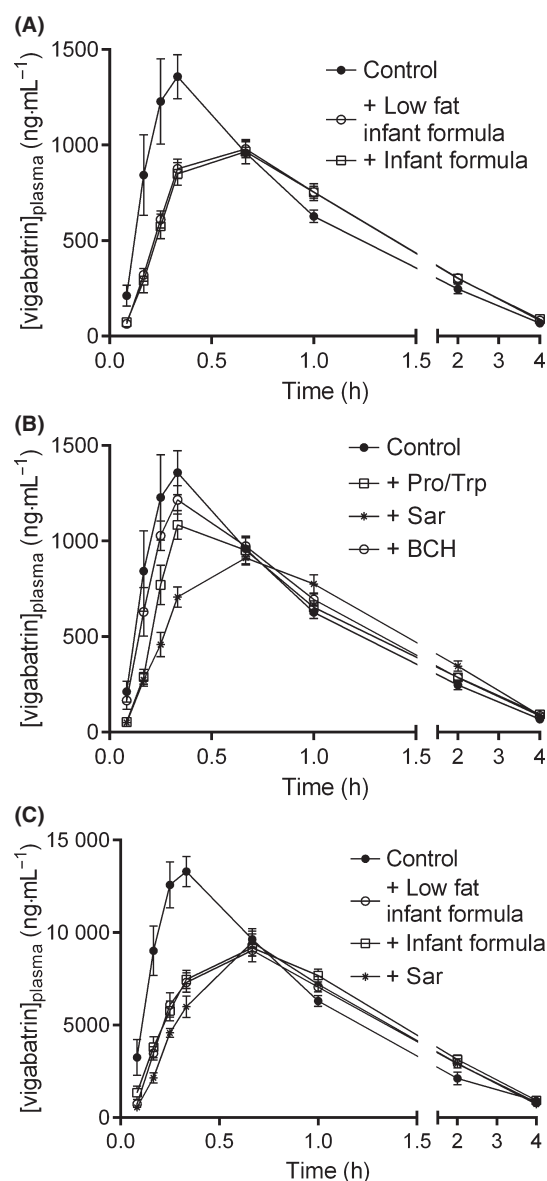 (A)
1500
1000
500
0
[vigabatrin]plasma (ng·mL⁻¹)
Control
+ Low fat
infant formula
+ Infant formula
0.0 0.5 1.0 1.5 2 3 4
Time (h)
(B)
1500
1000
500
0
[vigabatrin]plasma (ng·mL⁻¹)
Control
+ Pro/Trp
+ Sar
+ BCH
0.0 0.5 1.0 1.5 2 3 4
Time (h)
(C)
15 000
10 000
5000
0
[vigabatrin]plasma (ng·mL⁻¹)
Control
+ Low fat
infant formula
+ Infant formula
+ Sar
0.0 0.5 1.0 1.5 2 3 4
Time (h)